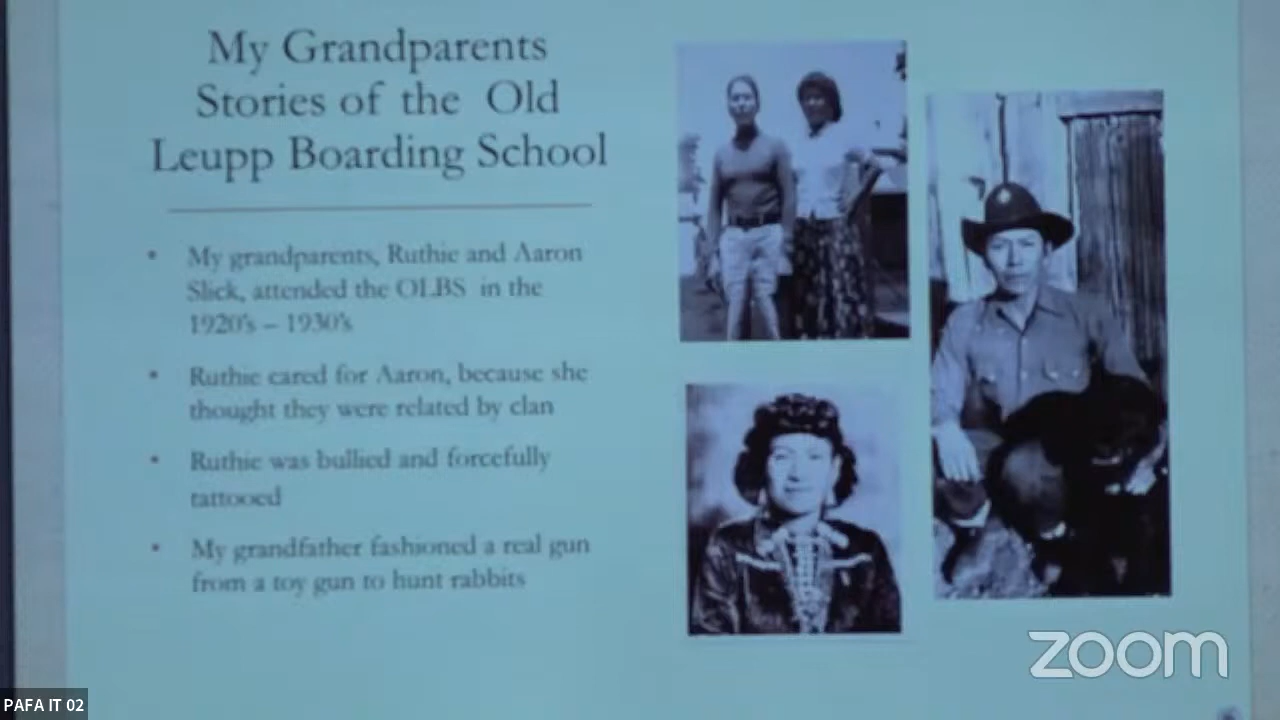 My Grandparents
Stories of the Old
Leupp Boarding School
• My grandparents, Ruthie and Aaron
Slick, attended the OLBS in the
1920's – 1930's
• Ruthie cared for Aaron, because she
thought they were related by clan
• Ruthie was bullied and forcefully
tattooed
• My grandfather fashioned a real gun
from a toy gun to hunt rabbits
zoom
PAFA IT 02